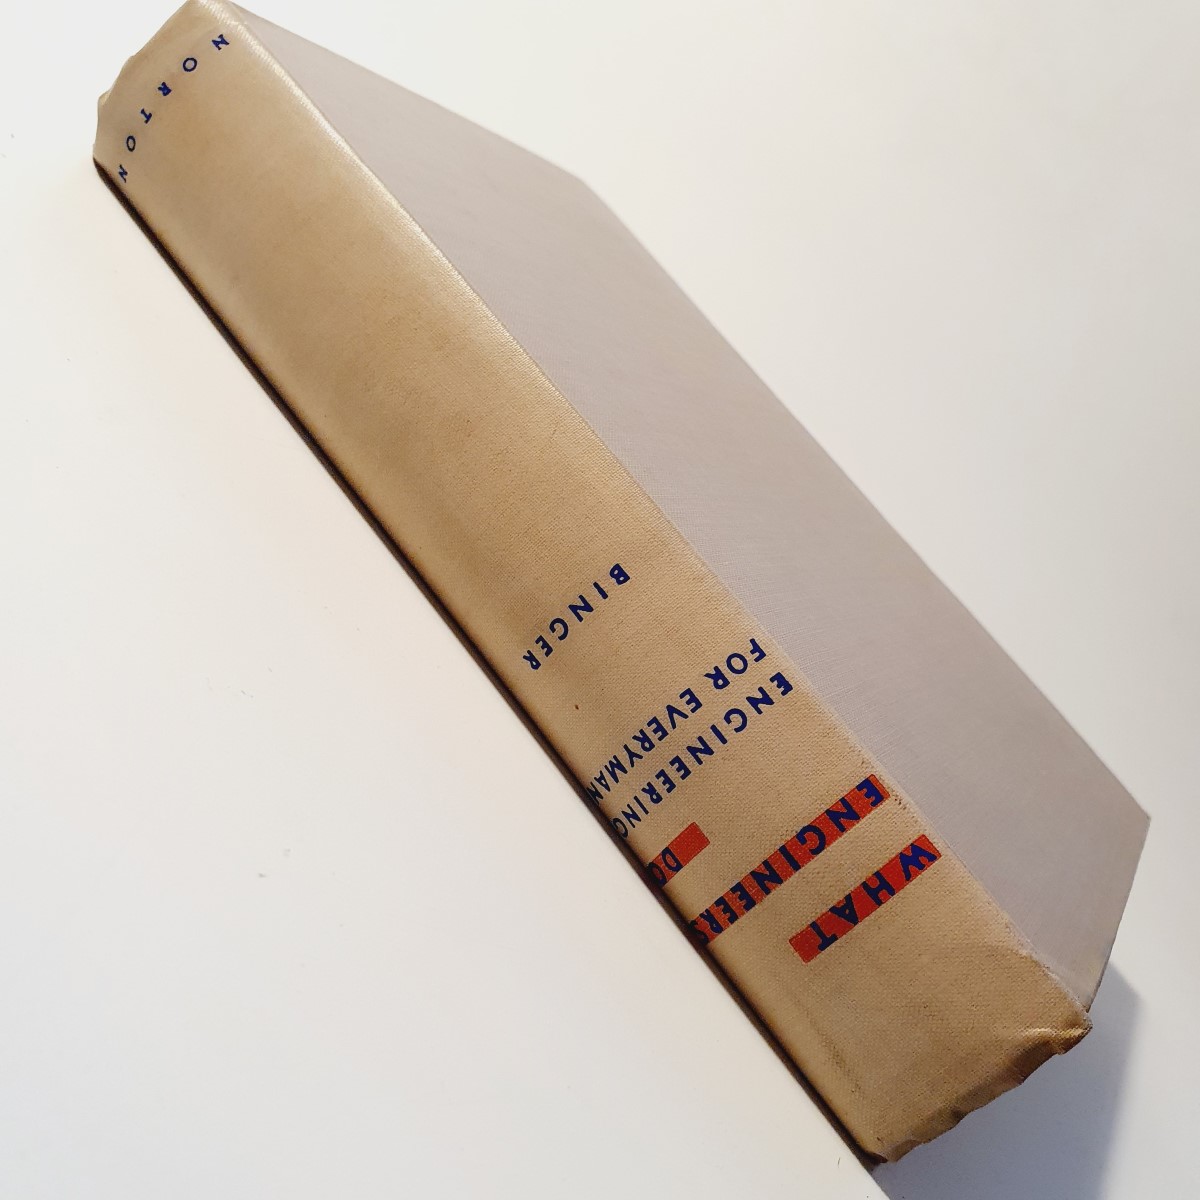 WHAT
ENGINEERS
DO
ENGINEERING
FOR EVERYMAN
BINGER
NORTON